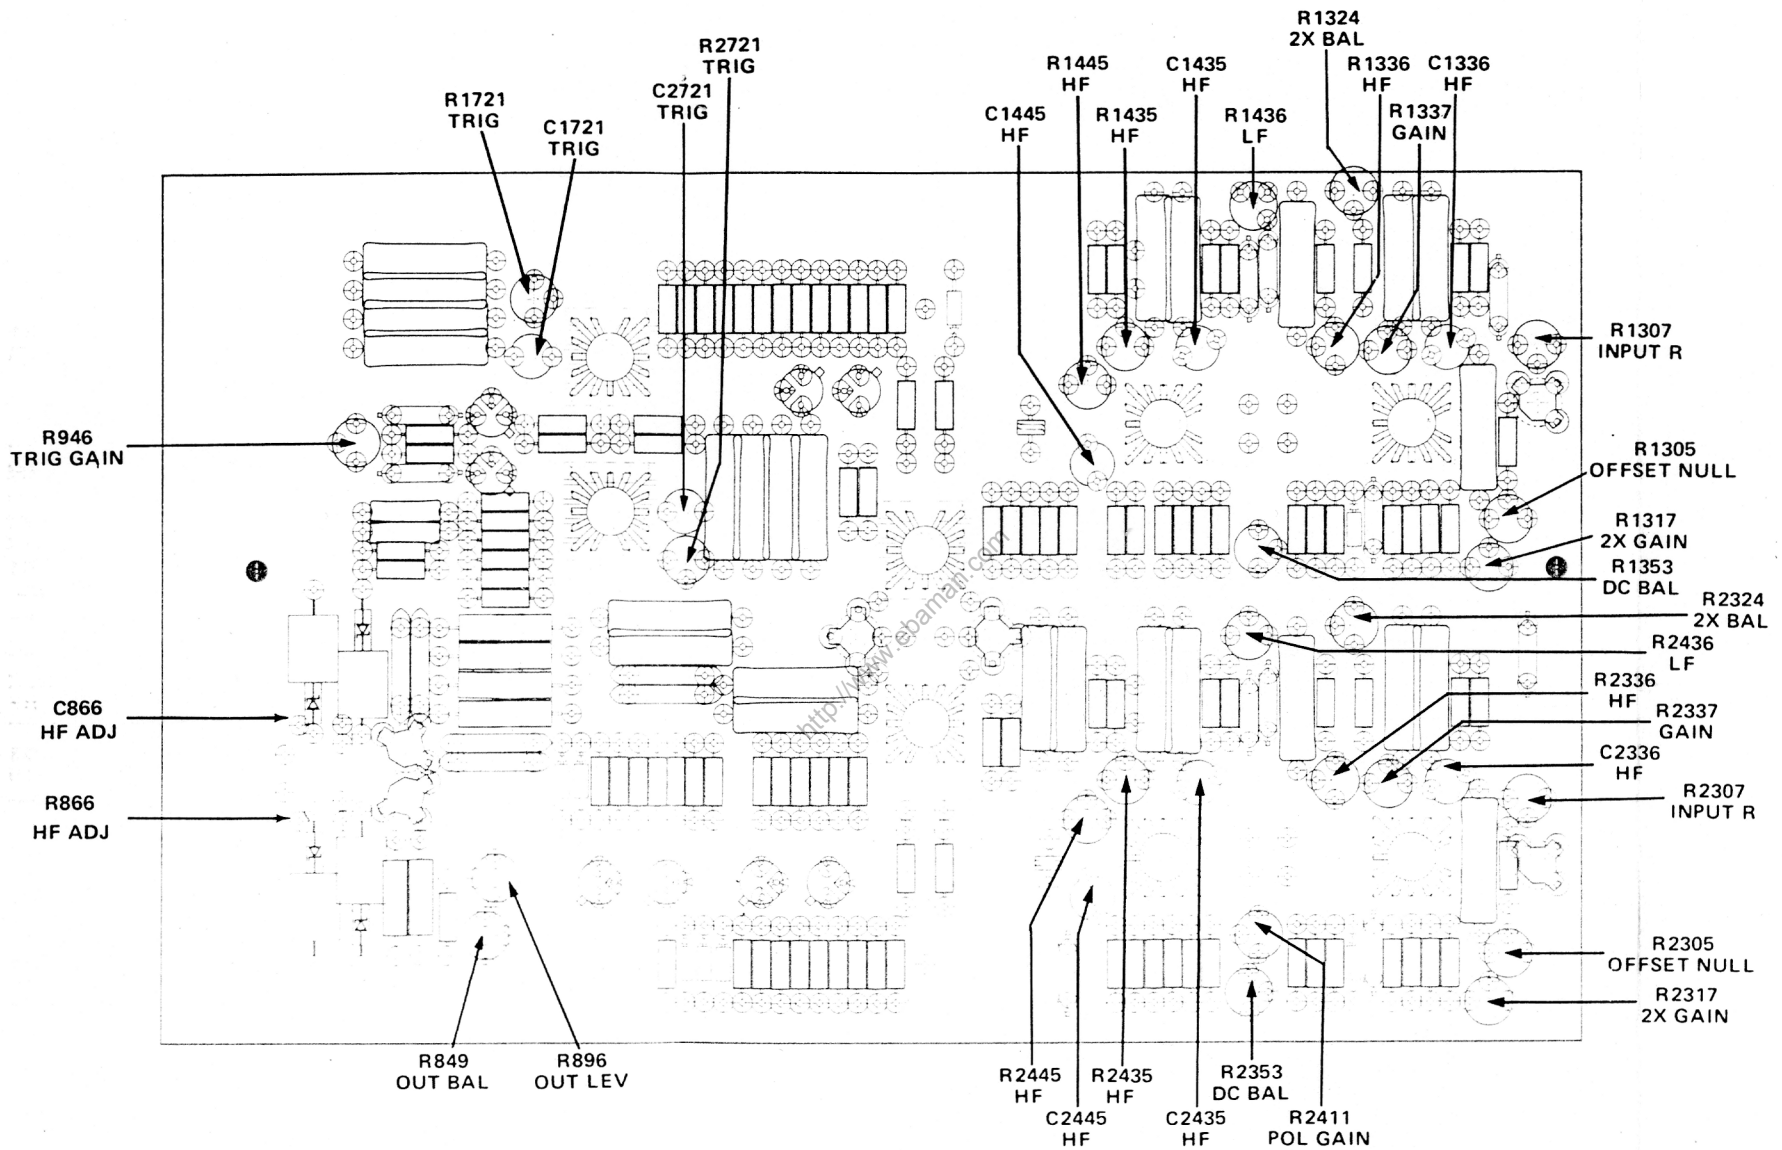 R1324
2X BAL
R2721
TRIG
R1445
HF
C1435
HF
R1336
HF
C1336
HF
C2721
TRIG
R1721
TRIG
C1445
HF
R1435
HF
R1436
LF
R1337
GAIN
C1721
TRIG
R1307
INPUT R
R946
TRIG GAIN
R1305
OFFSET NULL
R1317
2X GAIN
R1353
DC BAL
R2324
2X BAL
R2436
LF
R2336
HF
C866
HF ADJ
R2337
GAIN
C2336
HF
R866
HF ADJ
R2307
INPUT R
http://www.ebaman.com
R2305
OFFSET NULL
R2317
2X GAIN
R849
OUT BAL
R896
OUT LEV
R2445
HF
R2435
HF
R2353
DC BAL
C2445
HF
C2435
HF
R2411
POL GAIN